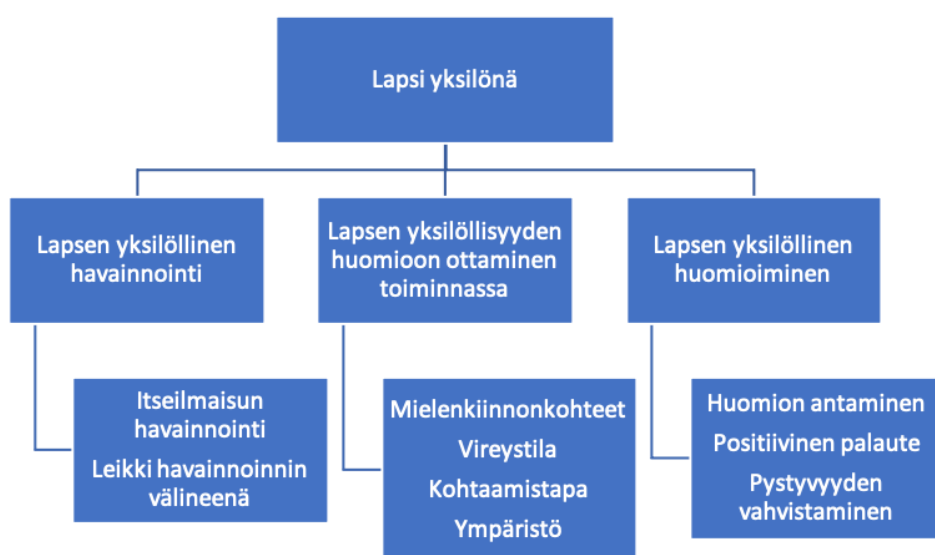 Lapsi yksilönä
Lapsen yksilöllinen
havainnointi
Lapsen yksilöllisyyden
huomioon ottaminen
toiminnassa
Lapsen yksilöllinen
huomioiminen
Itseilmaisun
havainnointi
Leikki havainnoinnin
välineenä
Mielenkiinnonkohteet
Vireystila
Kohtaamistapa
Ympäristö
Huomion antaminen
Positiivinen palaute
Pystyvyyden
vahvistaminen